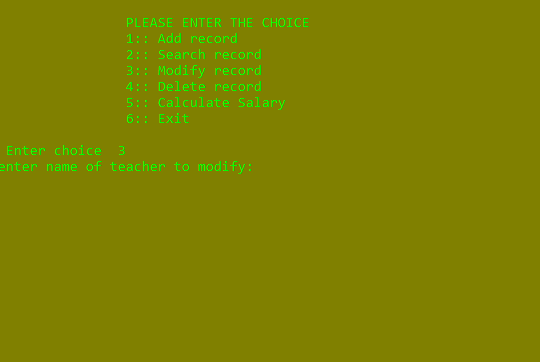 PLEASE ENTER THE CHOICE
1:: Add record
2:: Search record
3:: Modify record
4:: Delete record
5:: Calculate Salary
6:: Exit
Enter choice 3
enter name of teacher to modify: